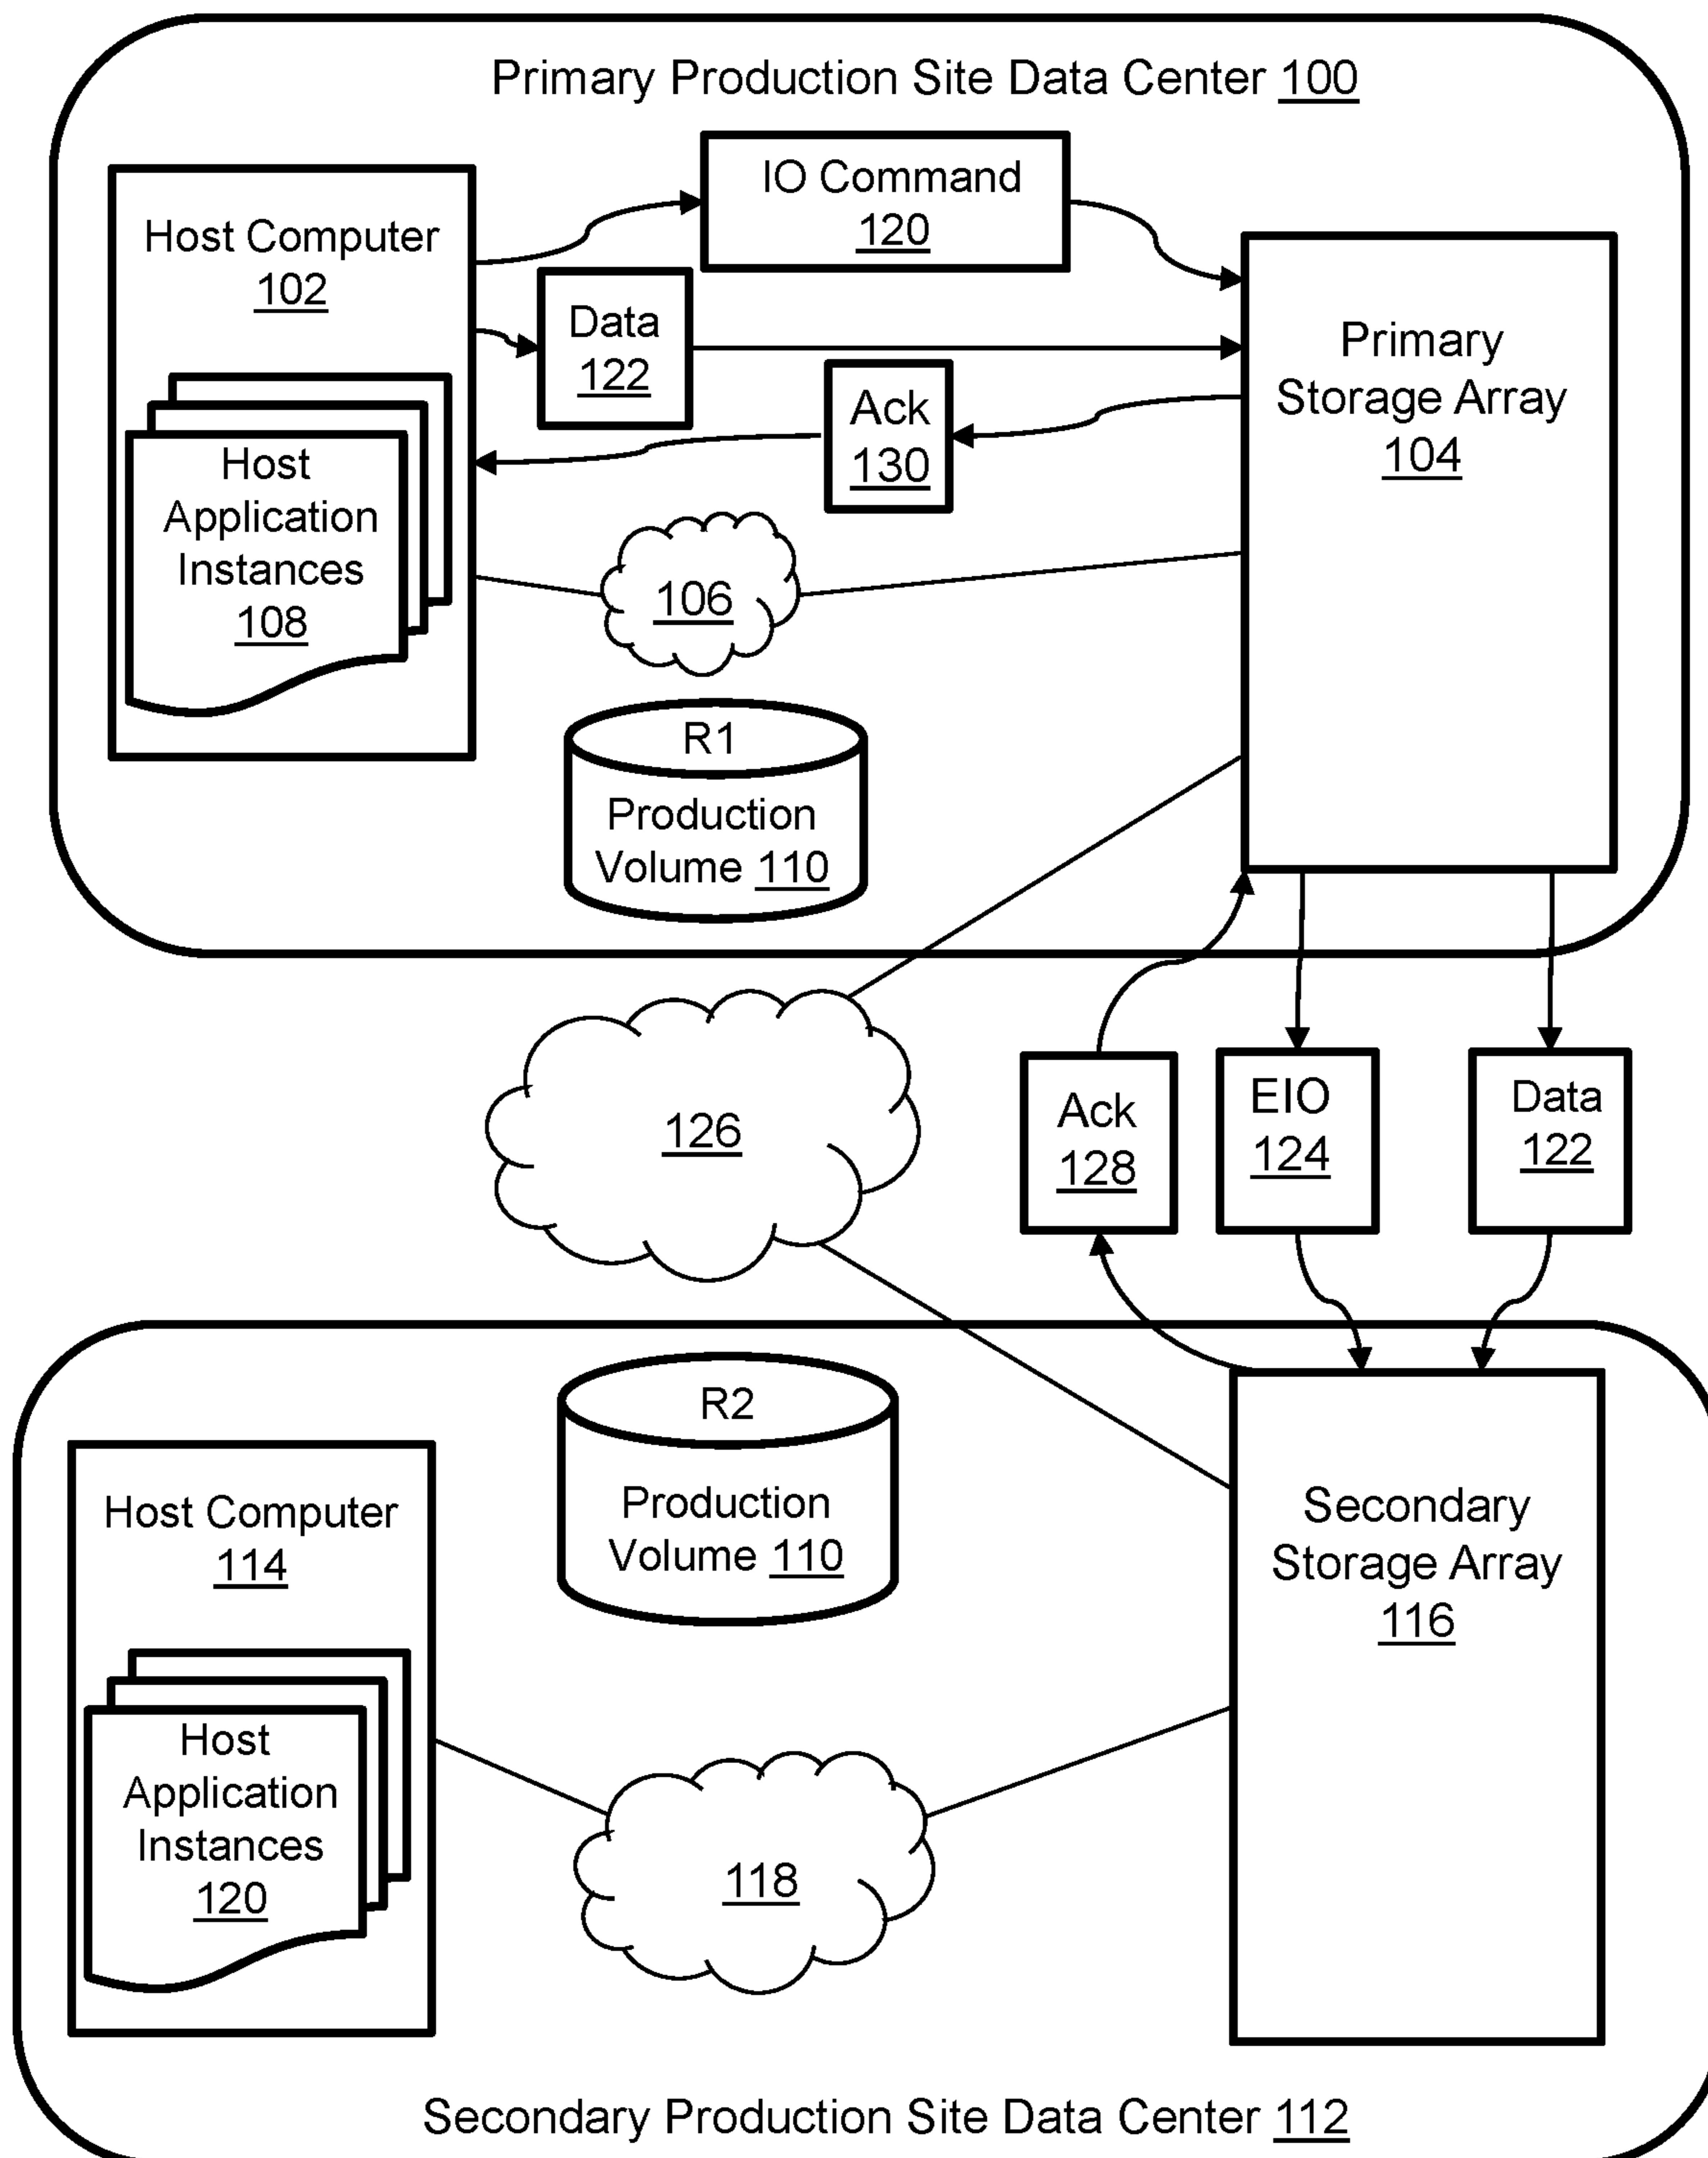 Primary Production Site Data Center 100
IO Command
120
Host Computer
102
Data
122
Primary
Storage Array
104
Ack
130
Host
Application
Instances
108
106
R1
Production
Volume 110
126
Ack
128
EIO
124
Data
122
R2
Production
Volume 110
Host Computer
114
Secondary
Storage Array
116
Host
Application
Instances
120
118
Secondary Production Site Data Center 112